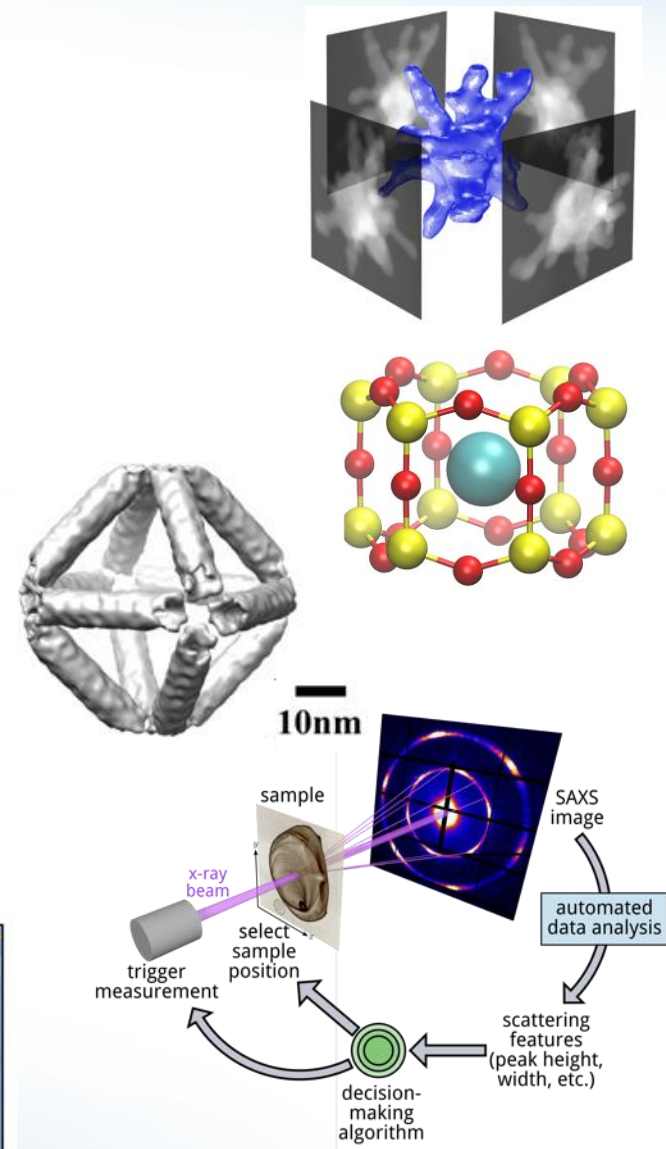 10nm
sample
SAXS
image
x-ray
beam
automated
data analysis
select
sample
position
trigger
measurement
scattering
features
(peak height,
width, etc.)
decision-
making
algorithm